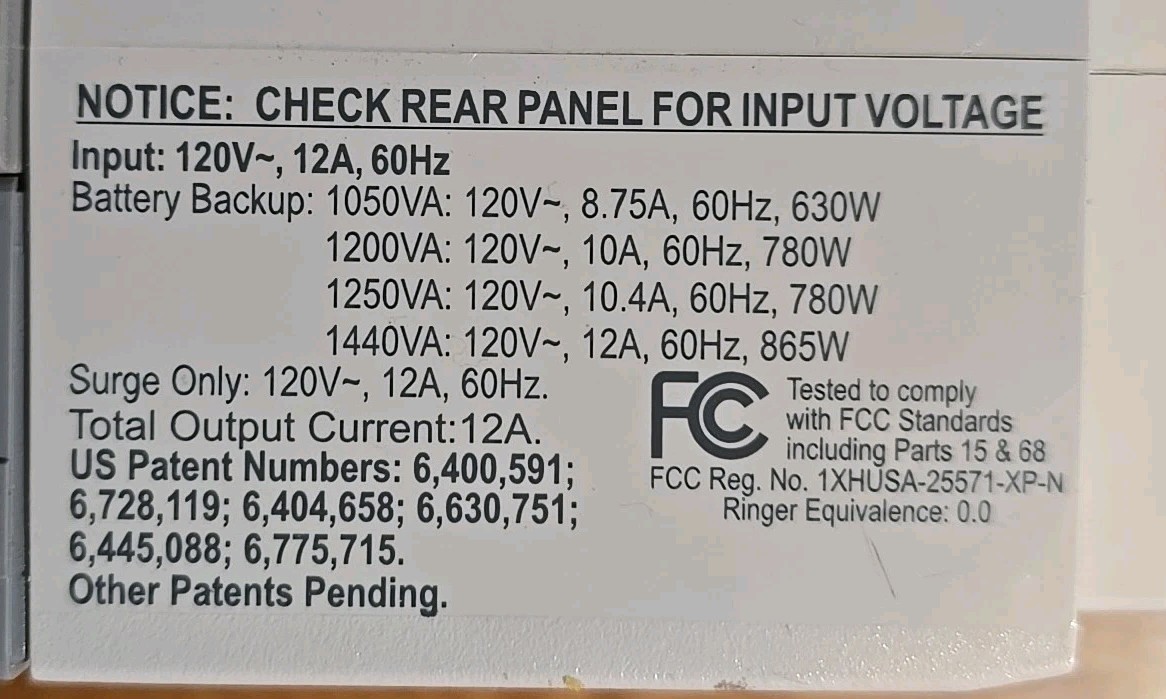 NOTICE: CHECK REAR PANEL FOR INPUT VOLTAGE
Input: 120V~, 12A, 60Hz
Battery Backup: 1050VA: 120V~, 8.75A, 60Hz, 630W
1200VA: 120V~, 10A, 60Hz, 780W
1250VA: 120V~, 10.4A, 60Hz, 780W
1440VA: 120V~, 12A, 60Hz, 865W
Surge Only: 120V~, 12A, 60Hz.
Total Output Current:12A.
US Patent Numbers: 6,400,591;
6,728,119; 6,404,658; 6,630,751;
6,445,088; 6,775,715.
Other Patents Pending.
FC
Tested to comply
with FCC Standards
including Parts 15 & 68
FCC Reg. No. 1XHUSA-25571-XP-N
Ringer Equivalence: 0.0